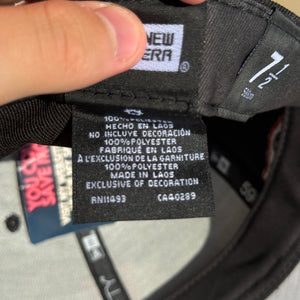 NEW
ERA
7 1/2
100% POLYESTER
HECHO EN LAOS
NO INCLUYE DECORACIÓN
100% POLYESTER
FABRIQUÉ EN LAOS
À L'EXCLUSION DE LA GARNITURE
100% POLYESTER
MADE IN LAOS
EXCLUSIVE OF DECORATION
RN11493 CA40289